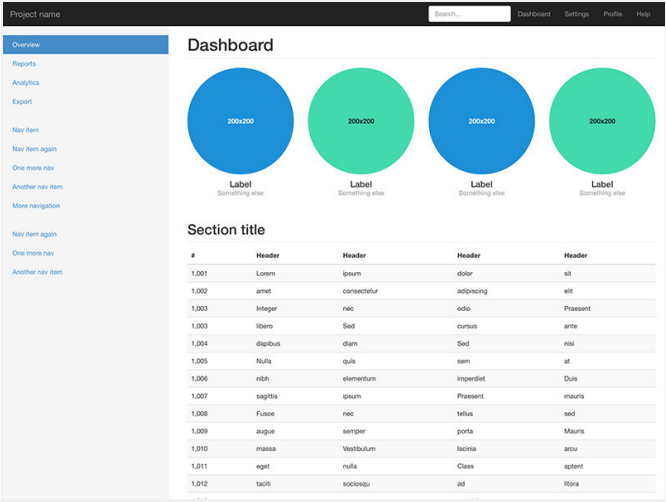 Project name
Search...
Dashboard Settings Profile Help
Overview
Reports
Analytics
Export
Nav item
Nav item again
One more nav
Another nav item
More navigation
Nav item again
One more nav
Another nav item
Dashboard
200x200 200x200 200x200 200x200
Label Label Label Label
Something else Something else Something else Something else
Section title
# Header Header Header Header
1,001 Lorem ipsum dolor sit
1,002 amet consectetur adipiscing elit
1,003 Integer nec odio Praesent
1,003 libero Sed cursus ante
1,004 dapibus diam Sed nisi
1,005 Nulla quis sem at
1,006 nibh elementum imperdiet Duis
1,007 sagittis ipsum Praesent mauris
1,008 Fusce nec tellus sed
1,009 augue semper porta Mauris
1,010 massa Vestibulum lacinia arcu
1,011 eget nulla Class aptent
1,012 taciti sociosqu ad litora